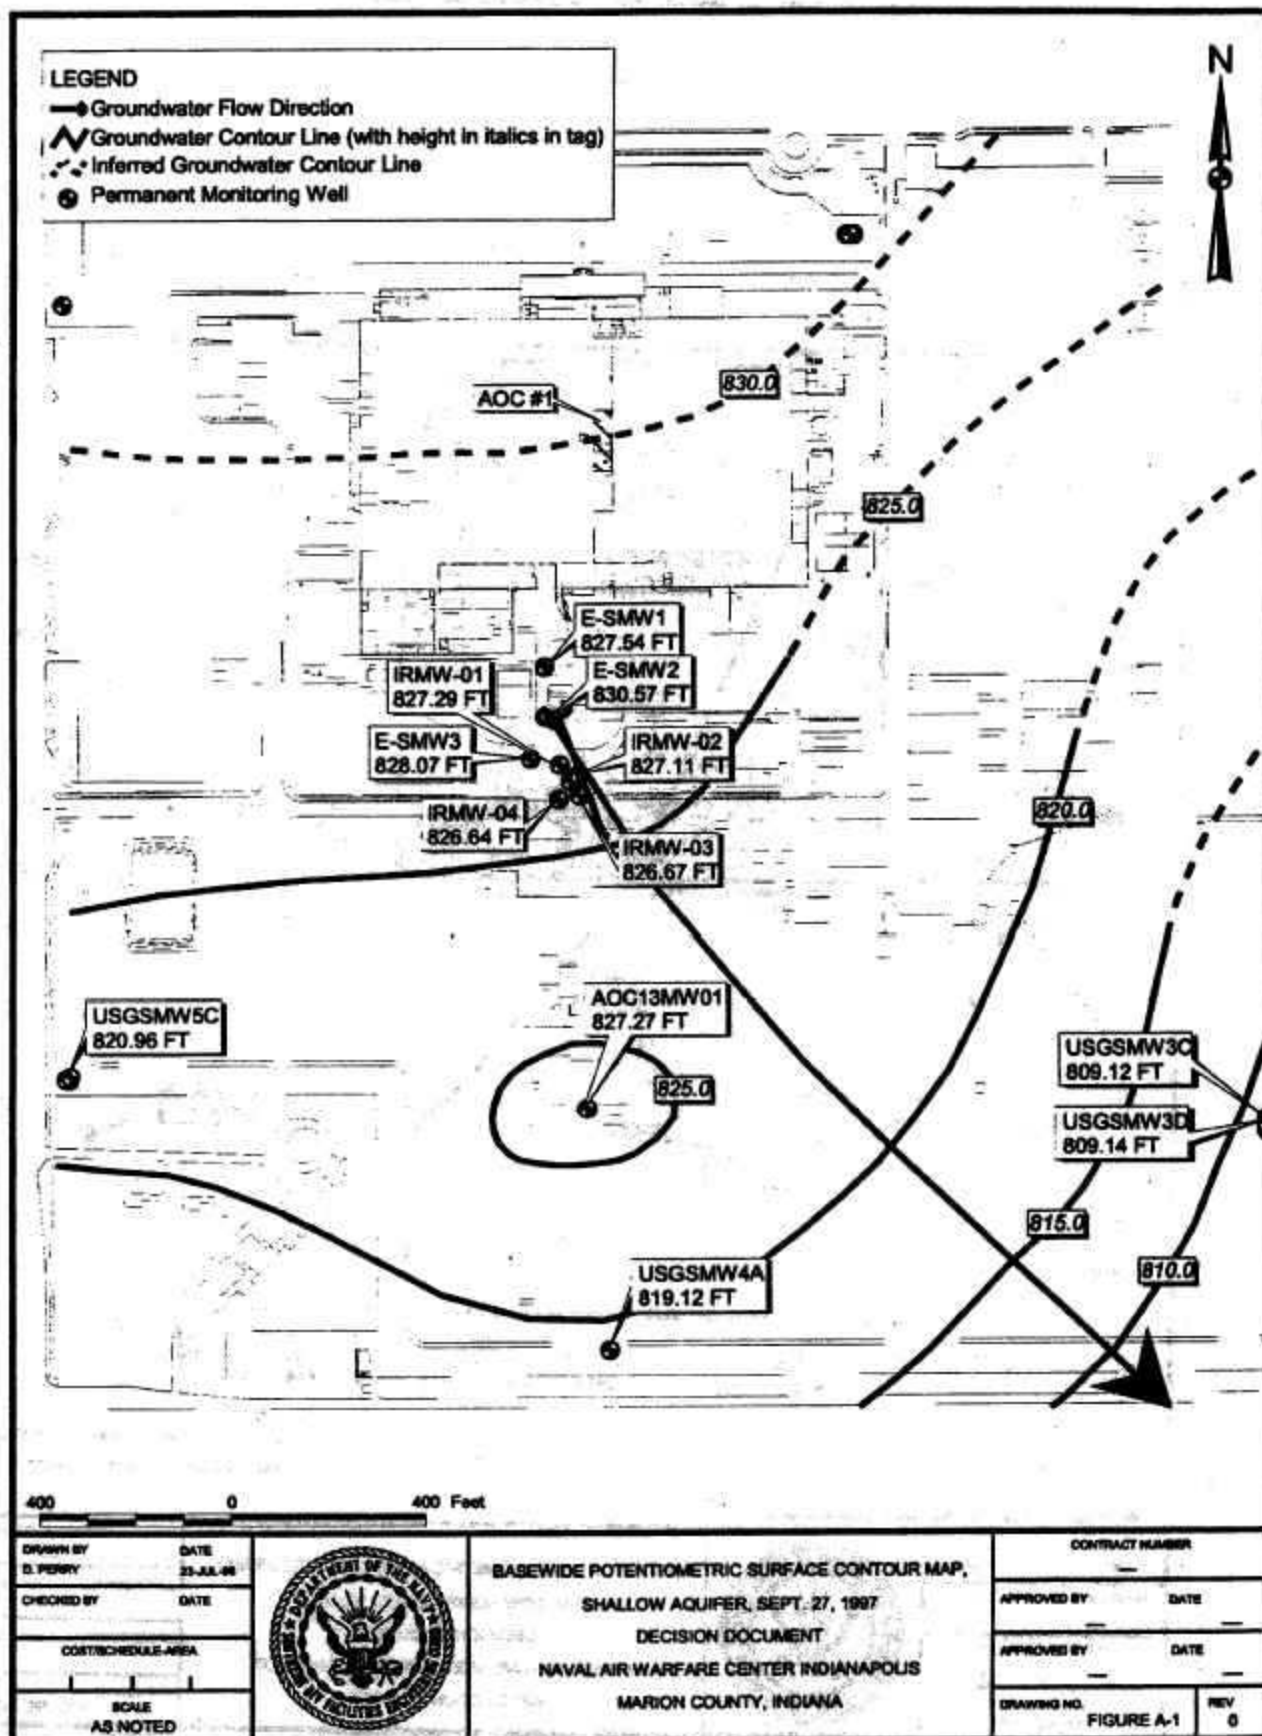 LEGEND
Groundwater Flow Direction
Groundwater Contour Line (with height in italics in tag)
Inferred Groundwater Contour Line
Permanent Monitoring Well
N
830.0
AOC #1
825.0
E-SMW1
827.54 FT
IRMW-01
827.29 FT
E-SMW2
830.57 FT
E-SMW3
828.07 FT
IRMW-02
827.11 FT
820.0
IRMW-04
826.64 FT
IRMW-03
826.67 FT
USGSMW5C
820.96 FT
AOC13MW01
827.27 FT
825.0
USGSMW3C
809.12 FT
USGSMW3D
809.14 FT
815.0
810.0
USGSMW4A
819.12 FT
400 0 400 Feet
DRAWN BY DATE
D. PERRY
CHECKED BY DATE
COST/SCHEDULE-AREA
SCALE
AS NOTED
DEPARTMENT OF THE NAVY
BASEWIDE POTENTIOMETRIC SURFACE CONTOUR MAP,
SHALLOW AQUIFER, SEPT. 27, 1997
DECISION DOCUMENT
NAVAL AIR WARFARE CENTER INDIANAPOLIS
MARION COUNTY, INDIANA
CONTRACT NUMBER
—
APPROVED BY DATE
— —
APPROVED BY DATE
— —
DRAWING NO. REV
FIGURE A-1 0